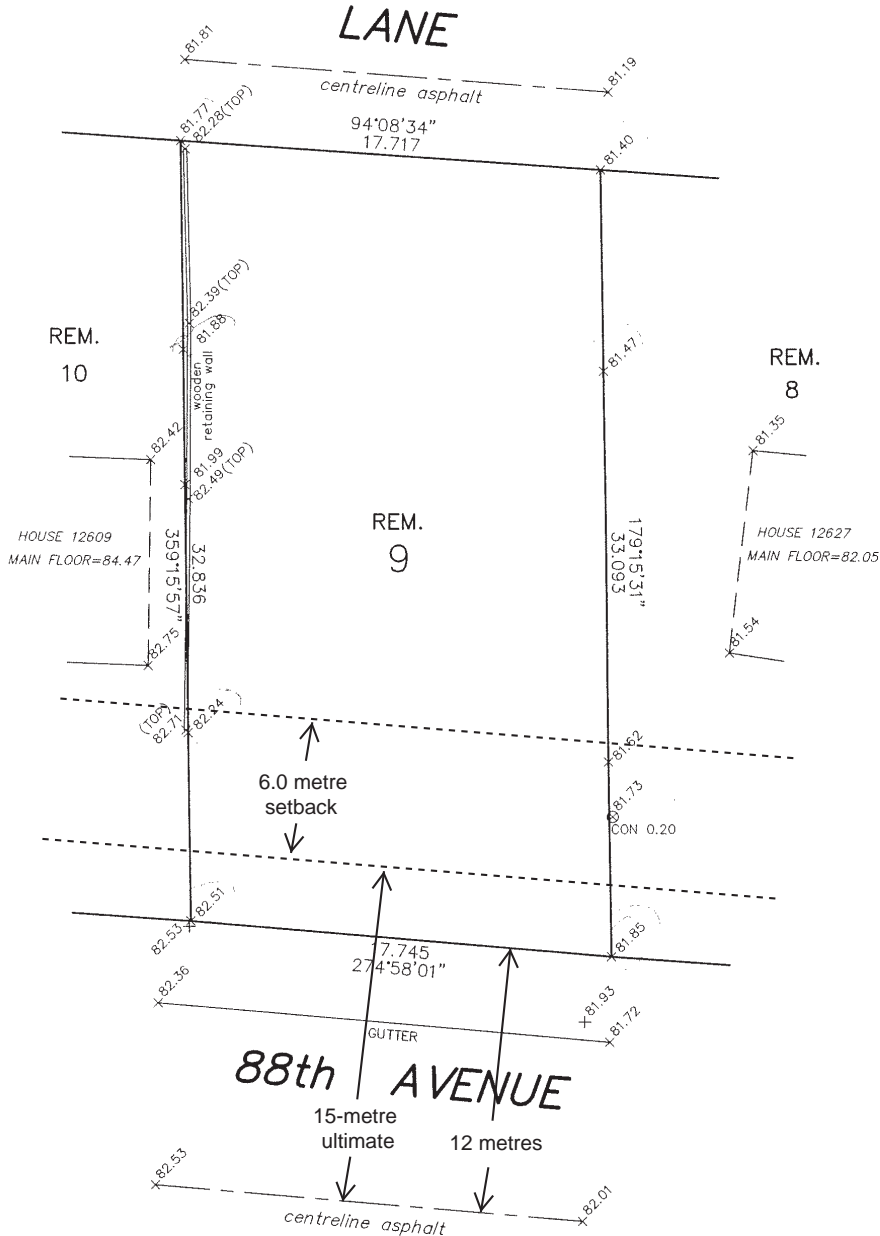 LANE
81.81
81.19
centreline asphalt
81.77
82.28(TOP)
94°08'34"
17.717
81.40
82.39(TOP)
81.88
wooden
retaining wall
81.47
REM.
10
REM.
8
82.42
81.35
81.99
82.49(TOP)
REM.
9
HOUSE 12609
MAIN FLOOR=84.47
HOUSE 12627
MAIN FLOOR=82.05
32.836
359°15'57"
179°15'31"
33.093
82.75
81.54
(TOP)
82.71
82.24
81.62
6.0 metre
setback
81.73
CON 0.20
82.51
82.53
81.85
17.745
274°58'01"
82.36
81.93
81.72
GUTTER
88th AVENUE
15-metre
ultimate
12 metres
82.53
82.01
centreline asphalt